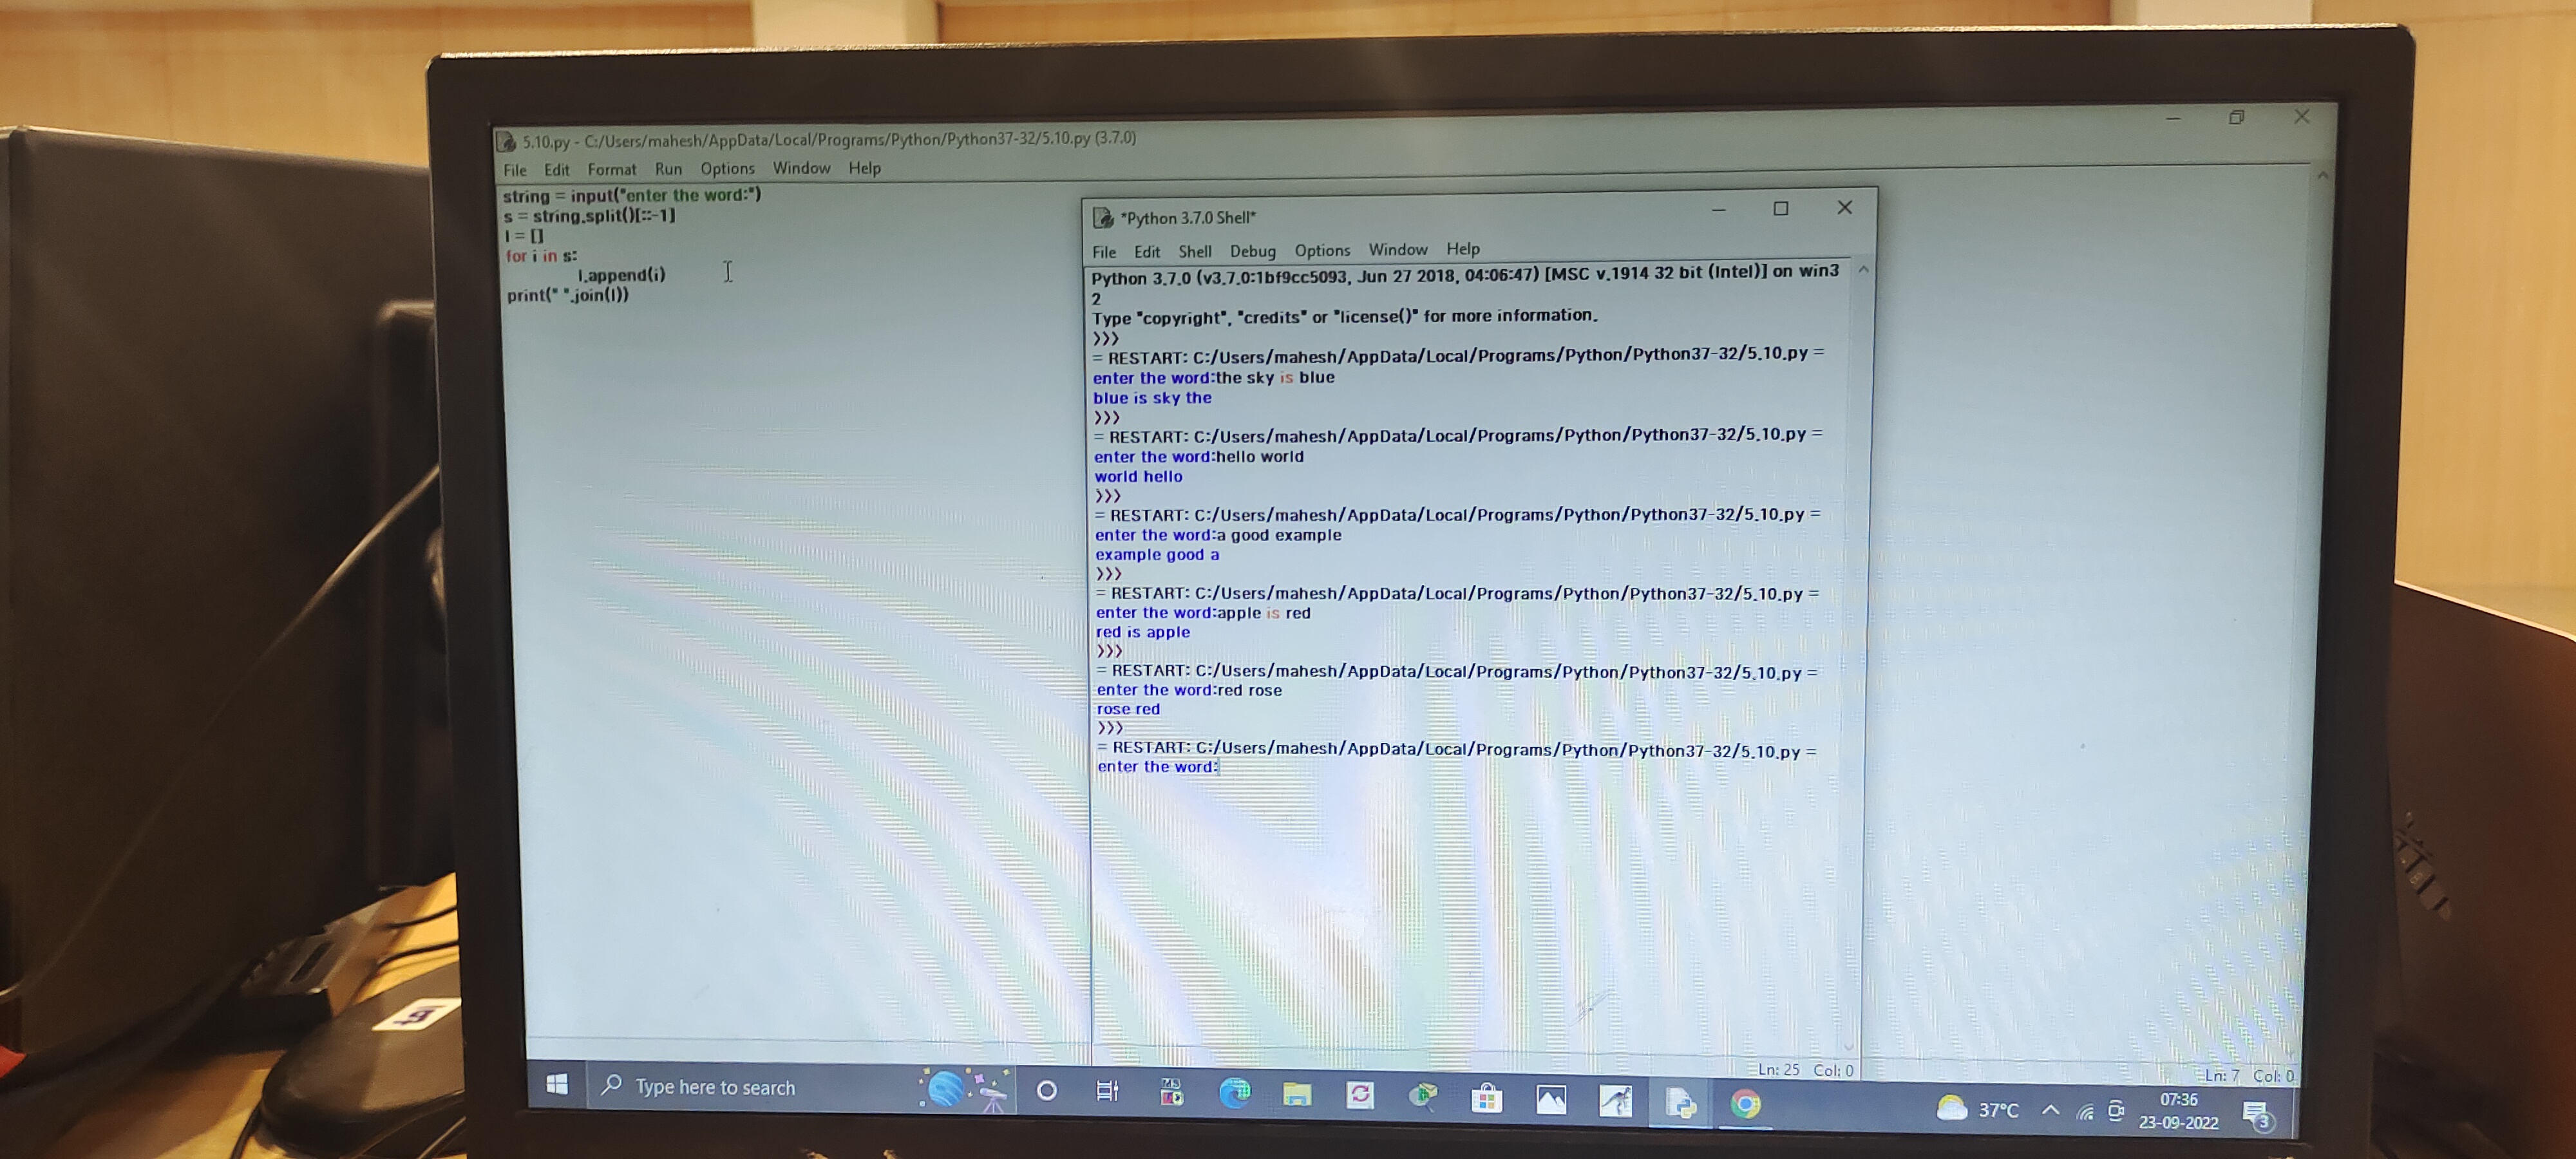 5.10.py - C:/Users/mahesh/AppData/Local/Programs/Python/Python37-32/5.10.py (3.7.0)
File Edit Format Run Options Window Help
string = input("enter the word:")
s = string.split()[::-1]
l = []
for i in s:
l.append(i)
print(" ".join(l))
*Python 3.7.0 Shell*
File Edit Shell Debug Options Window Help
Python 3.7.0 (v3.7.0:1bf9cc5093, Jun 27 2018, 04:06:47) [MSC v.1914 32 bit (Intel)] on win3
2
Type "copyright", "credits" or "license()" for more information.
>>>
= RESTART: C:/Users/mahesh/AppData/Local/Programs/Python/Python37-32/5.10.py =
enter the word:the sky is blue
blue is sky the
>>>
= RESTART: C:/Users/mahesh/AppData/Local/Programs/Python/Python37-32/5.10.py =
enter the word:hello world
world hello
>>>
= RESTART: C:/Users/mahesh/AppData/Local/Programs/Python/Python37-32/5.10.py =
enter the word:a good example
example good a
>>>
= RESTART: C:/Users/mahesh/AppData/Local/Programs/Python/Python37-32/5.10.py =
enter the word:apple is red
red is apple
>>>
= RESTART: C:/Users/mahesh/AppData/Local/Programs/Python/Python37-32/5.10.py =
enter the word:red rose
rose red
>>>
= RESTART: C:/Users/mahesh/AppData/Local/Programs/Python/Python37-32/5.10.py =
enter the word:
Ln: 25 Col: 0
Ln: 7 Col: 0
Type here to search
37°C
07:36
23-09-2022
3